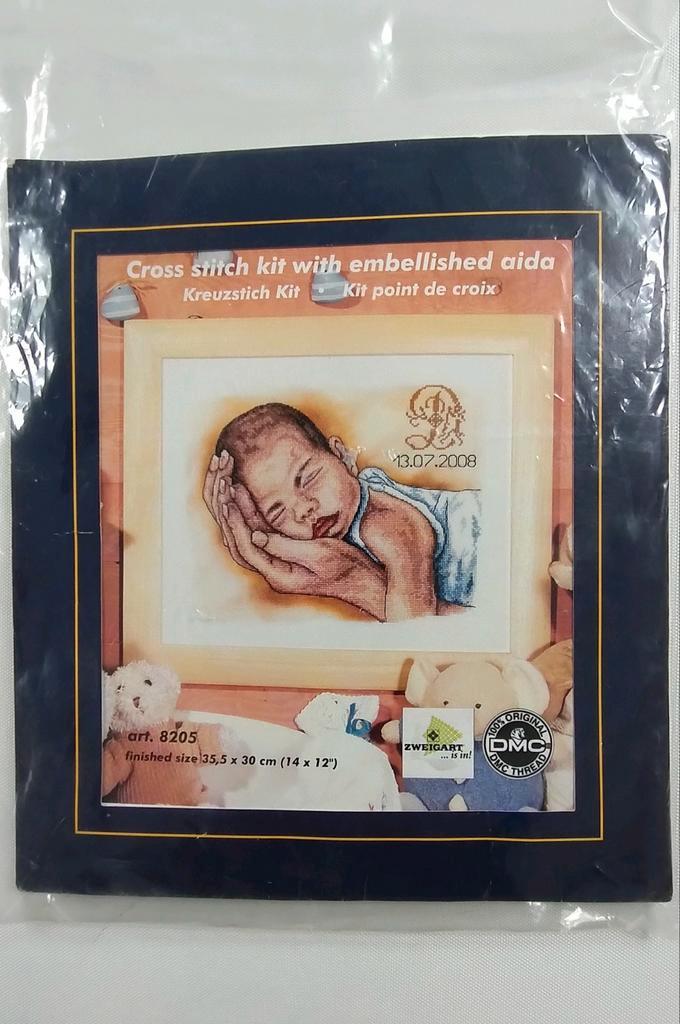 Cross stitch kit with embellished aida
Kreuzstich Kit • Kit point de croix
13.07.2008
art. 8205
finished size 35,5 x 30 cm (14 x 12")
ZWEIGART
... is in!
100% ORIGINAL
DMC
DMC THREAD